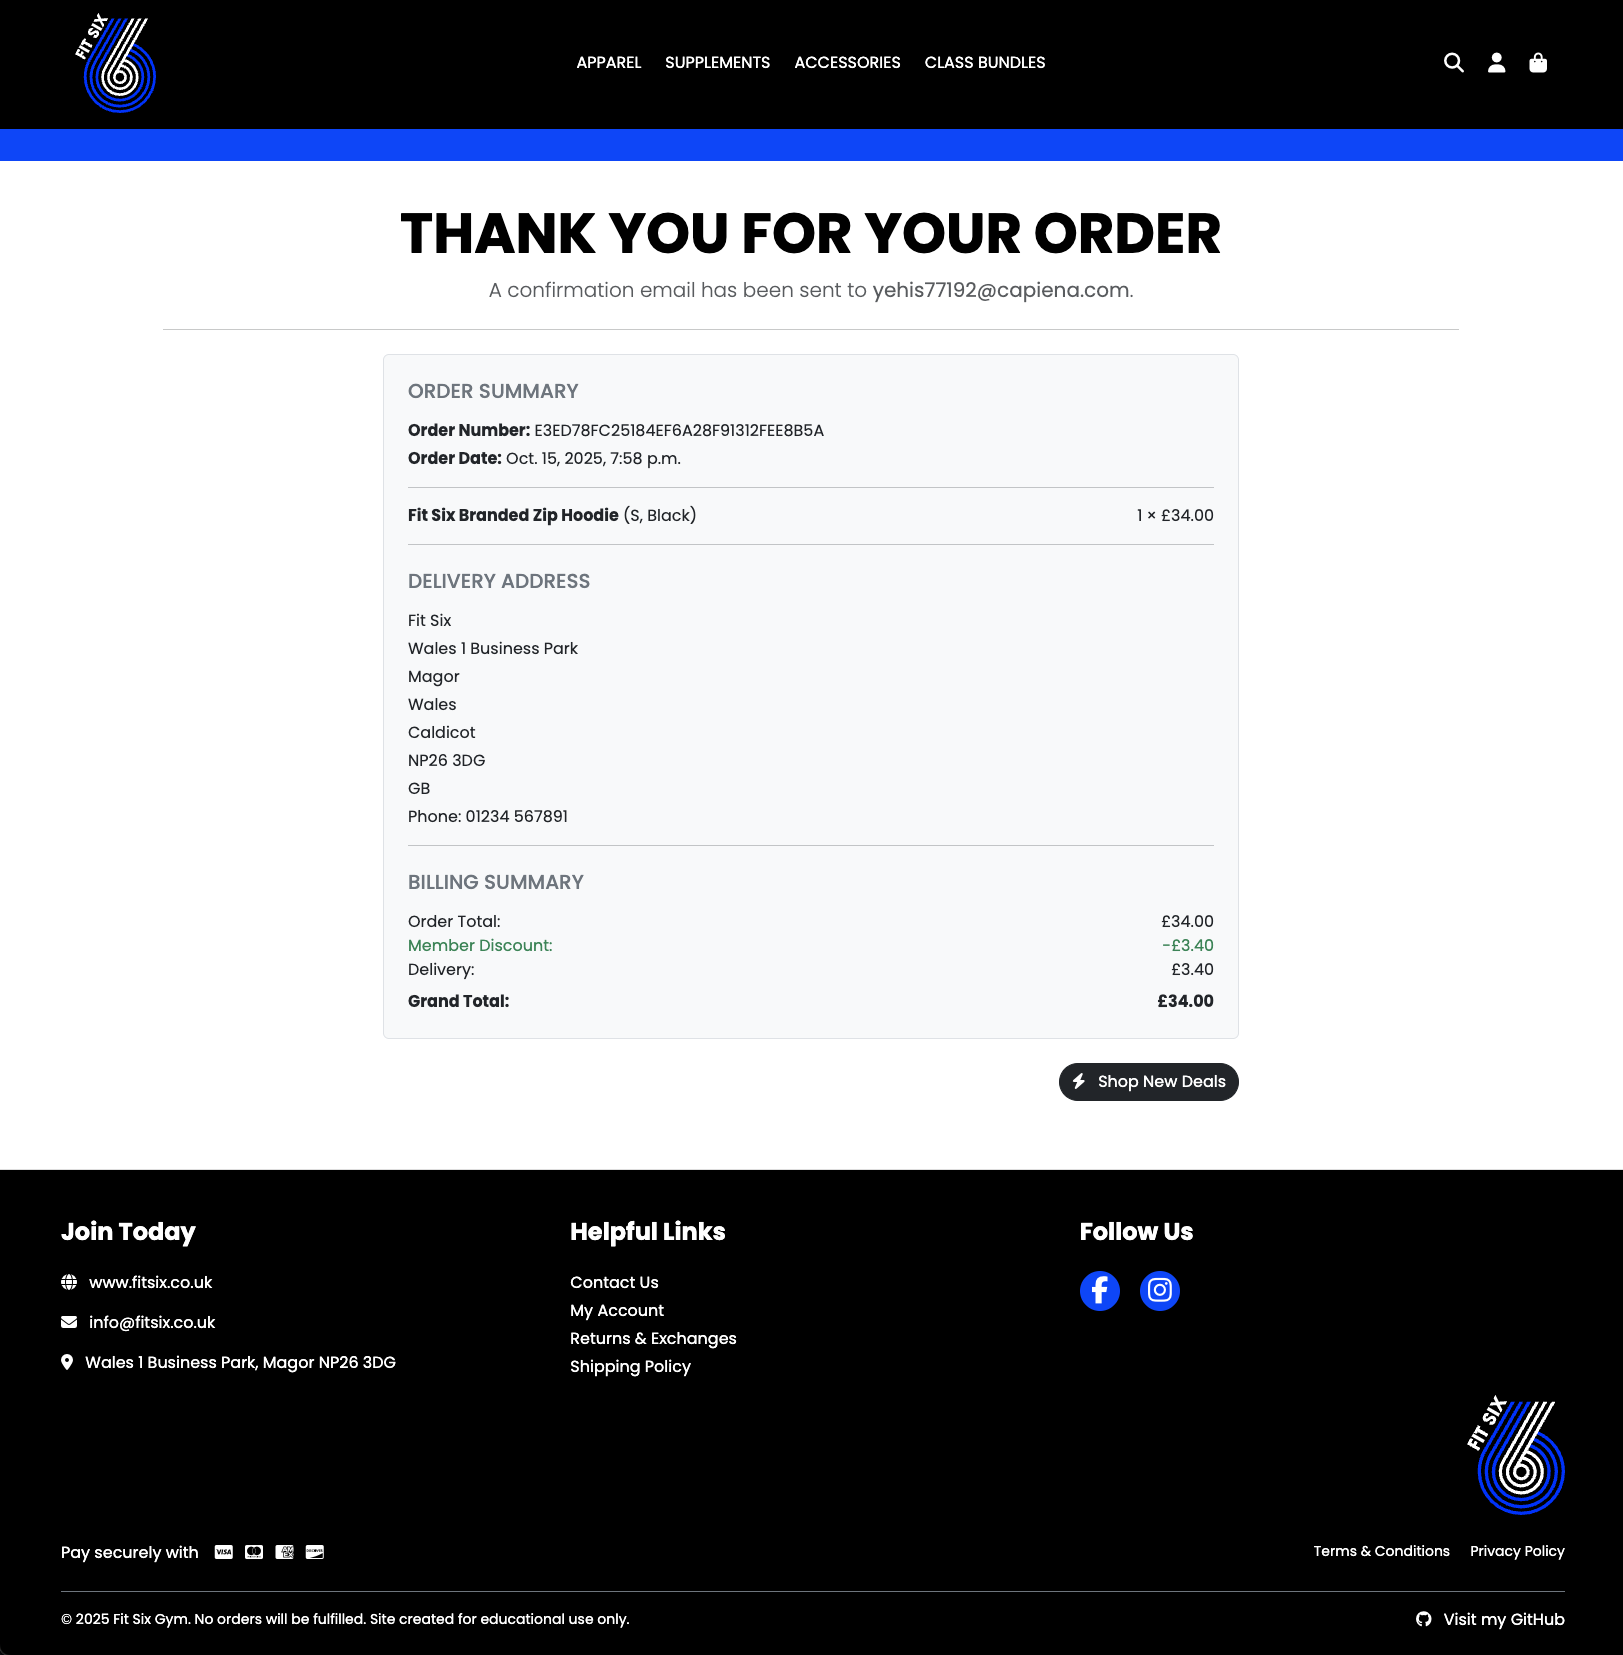 FIT SIX
APPAREL SUPPLEMENTS ACCESSORIES CLASS BUNDLES
THANK YOU FOR YOUR ORDER
A confirmation email has been sent to yehis77192@capiena.com.
ORDER SUMMARY
Order Number: E3ED78FC25184EF6A28F91312FEE8B5A
Order Date: Oct. 15, 2025, 7:58 p.m.
Fit Six Branded Zip Hoodie (S, Black) 1 × £34.00
DELIVERY ADDRESS
Fit Six
Wales 1 Business Park
Magor
Wales
Caldicot
NP26 3DG
GB
Phone: 01234 567891
BILLING SUMMARY
Order Total: £34.00
Member Discount: -£3.40
Delivery: £3.40
Grand Total: £34.00
Shop New Deals
Join Today
www.fitsix.co.uk
info@fitsix.co.uk
Wales 1 Business Park, Magor NP26 3DG
Helpful Links
Contact Us
My Account
Returns & Exchanges
Shipping Policy
Follow Us
FIT SIX
Pay securely with VISA AMEX DISCOVER
Terms & Conditions Privacy Policy
© 2025 Fit Six Gym. No orders will be fulfilled. Site created for educational use only.
Visit my GitHub